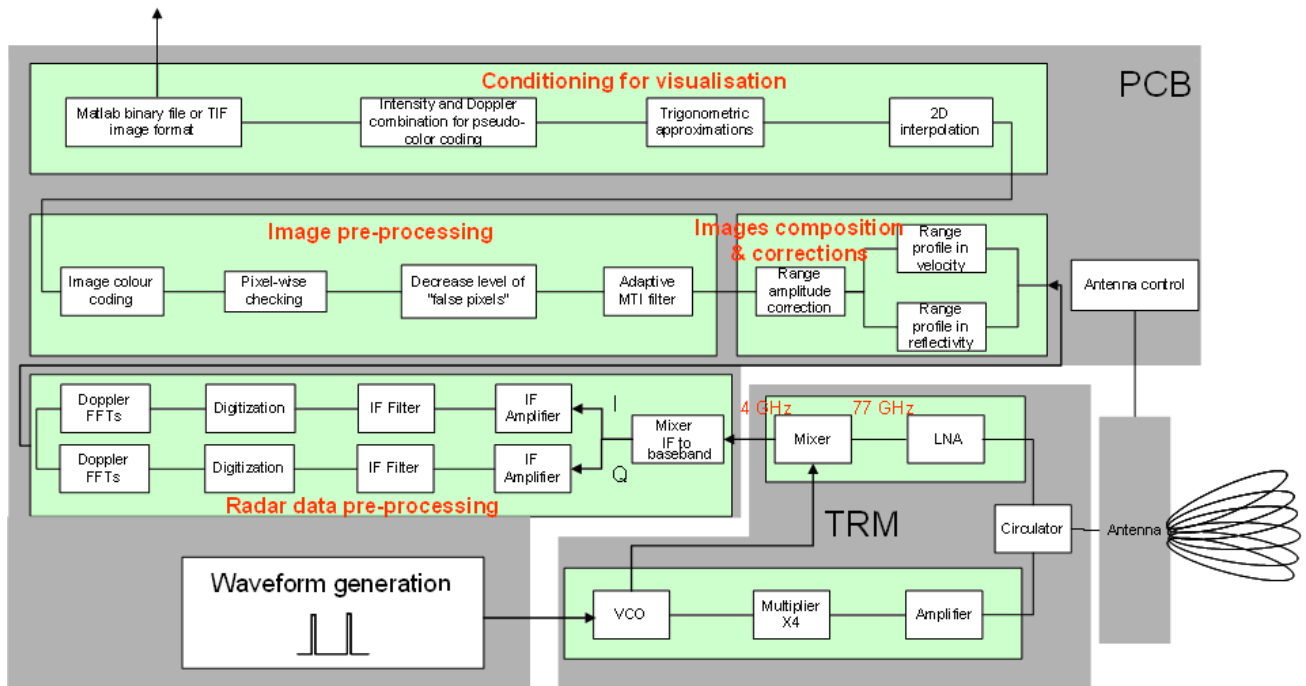 Conditioning for visualisation
PCB
Matlab binary file or TIF
image format
Intensity and Doppler
combination for pseudo-
color coding
Trigonometric
approximations
2D
interpolation
Image pre-processing
Images composition
& corrections
Image colour
coding
Pixel-wise
checking
Decrease level of
"false pixels"
Adaptive
MTI filter
Range
amplitude
correction
Range
profile in
velocity
Range
profile in
reflectivity
Antenna control
Doppler
FFTs
Digitization
IF Filter
IF
Amplifier
I
Mixer
IF to
baseband
4 GHz
77 GHz
Mixer
LNA
Doppler
FFTs
Digitization
IF Filter
IF
Amplifier
Q
Radar data pre-processing
TRM
Circulator
Antenna
Waveform generation
VCO
Multiplier
X4
Amplifier